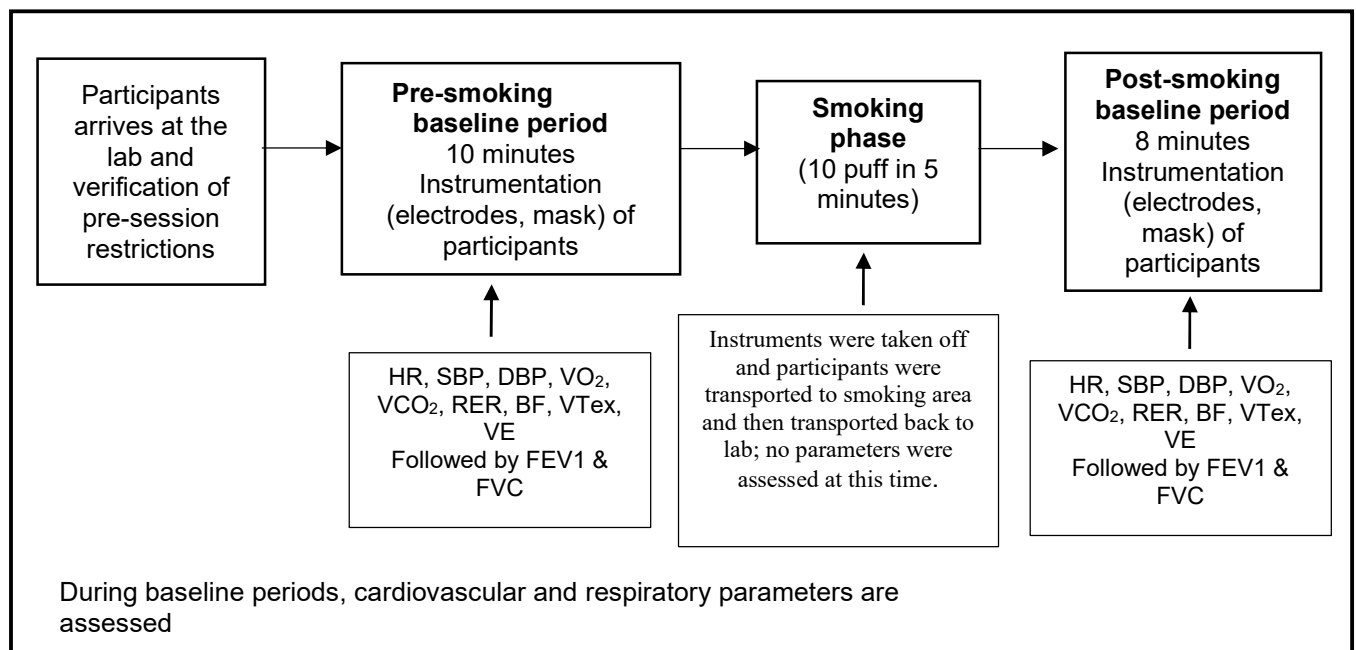 Participants
arrives at the
lab and
verification of
pre-session
restrictions
Pre-smoking
baseline period
10 minutes
Instrumentation
(electrodes, mask) of
participants
Smoking
phase
(10 puff in 5
minutes)
Post-smoking
baseline period
8 minutes
Instrumentation
(electrodes,
mask) of
participants
HR, SBP, DBP, VO₂,
VCO₂, RER, BF, VTex,
VE
Followed by FEV1 &
FVC
Instruments were taken off
and participants were
transported to smoking area
and then transported back to
lab; no parameters were
assessed at this time.
HR, SBP, DBP, VO₂,
VCO₂, RER, BF, VTex,
VE
Followed by FEV1 &
FVC
During baseline periods, cardiovascular and respiratory parameters are
assessed